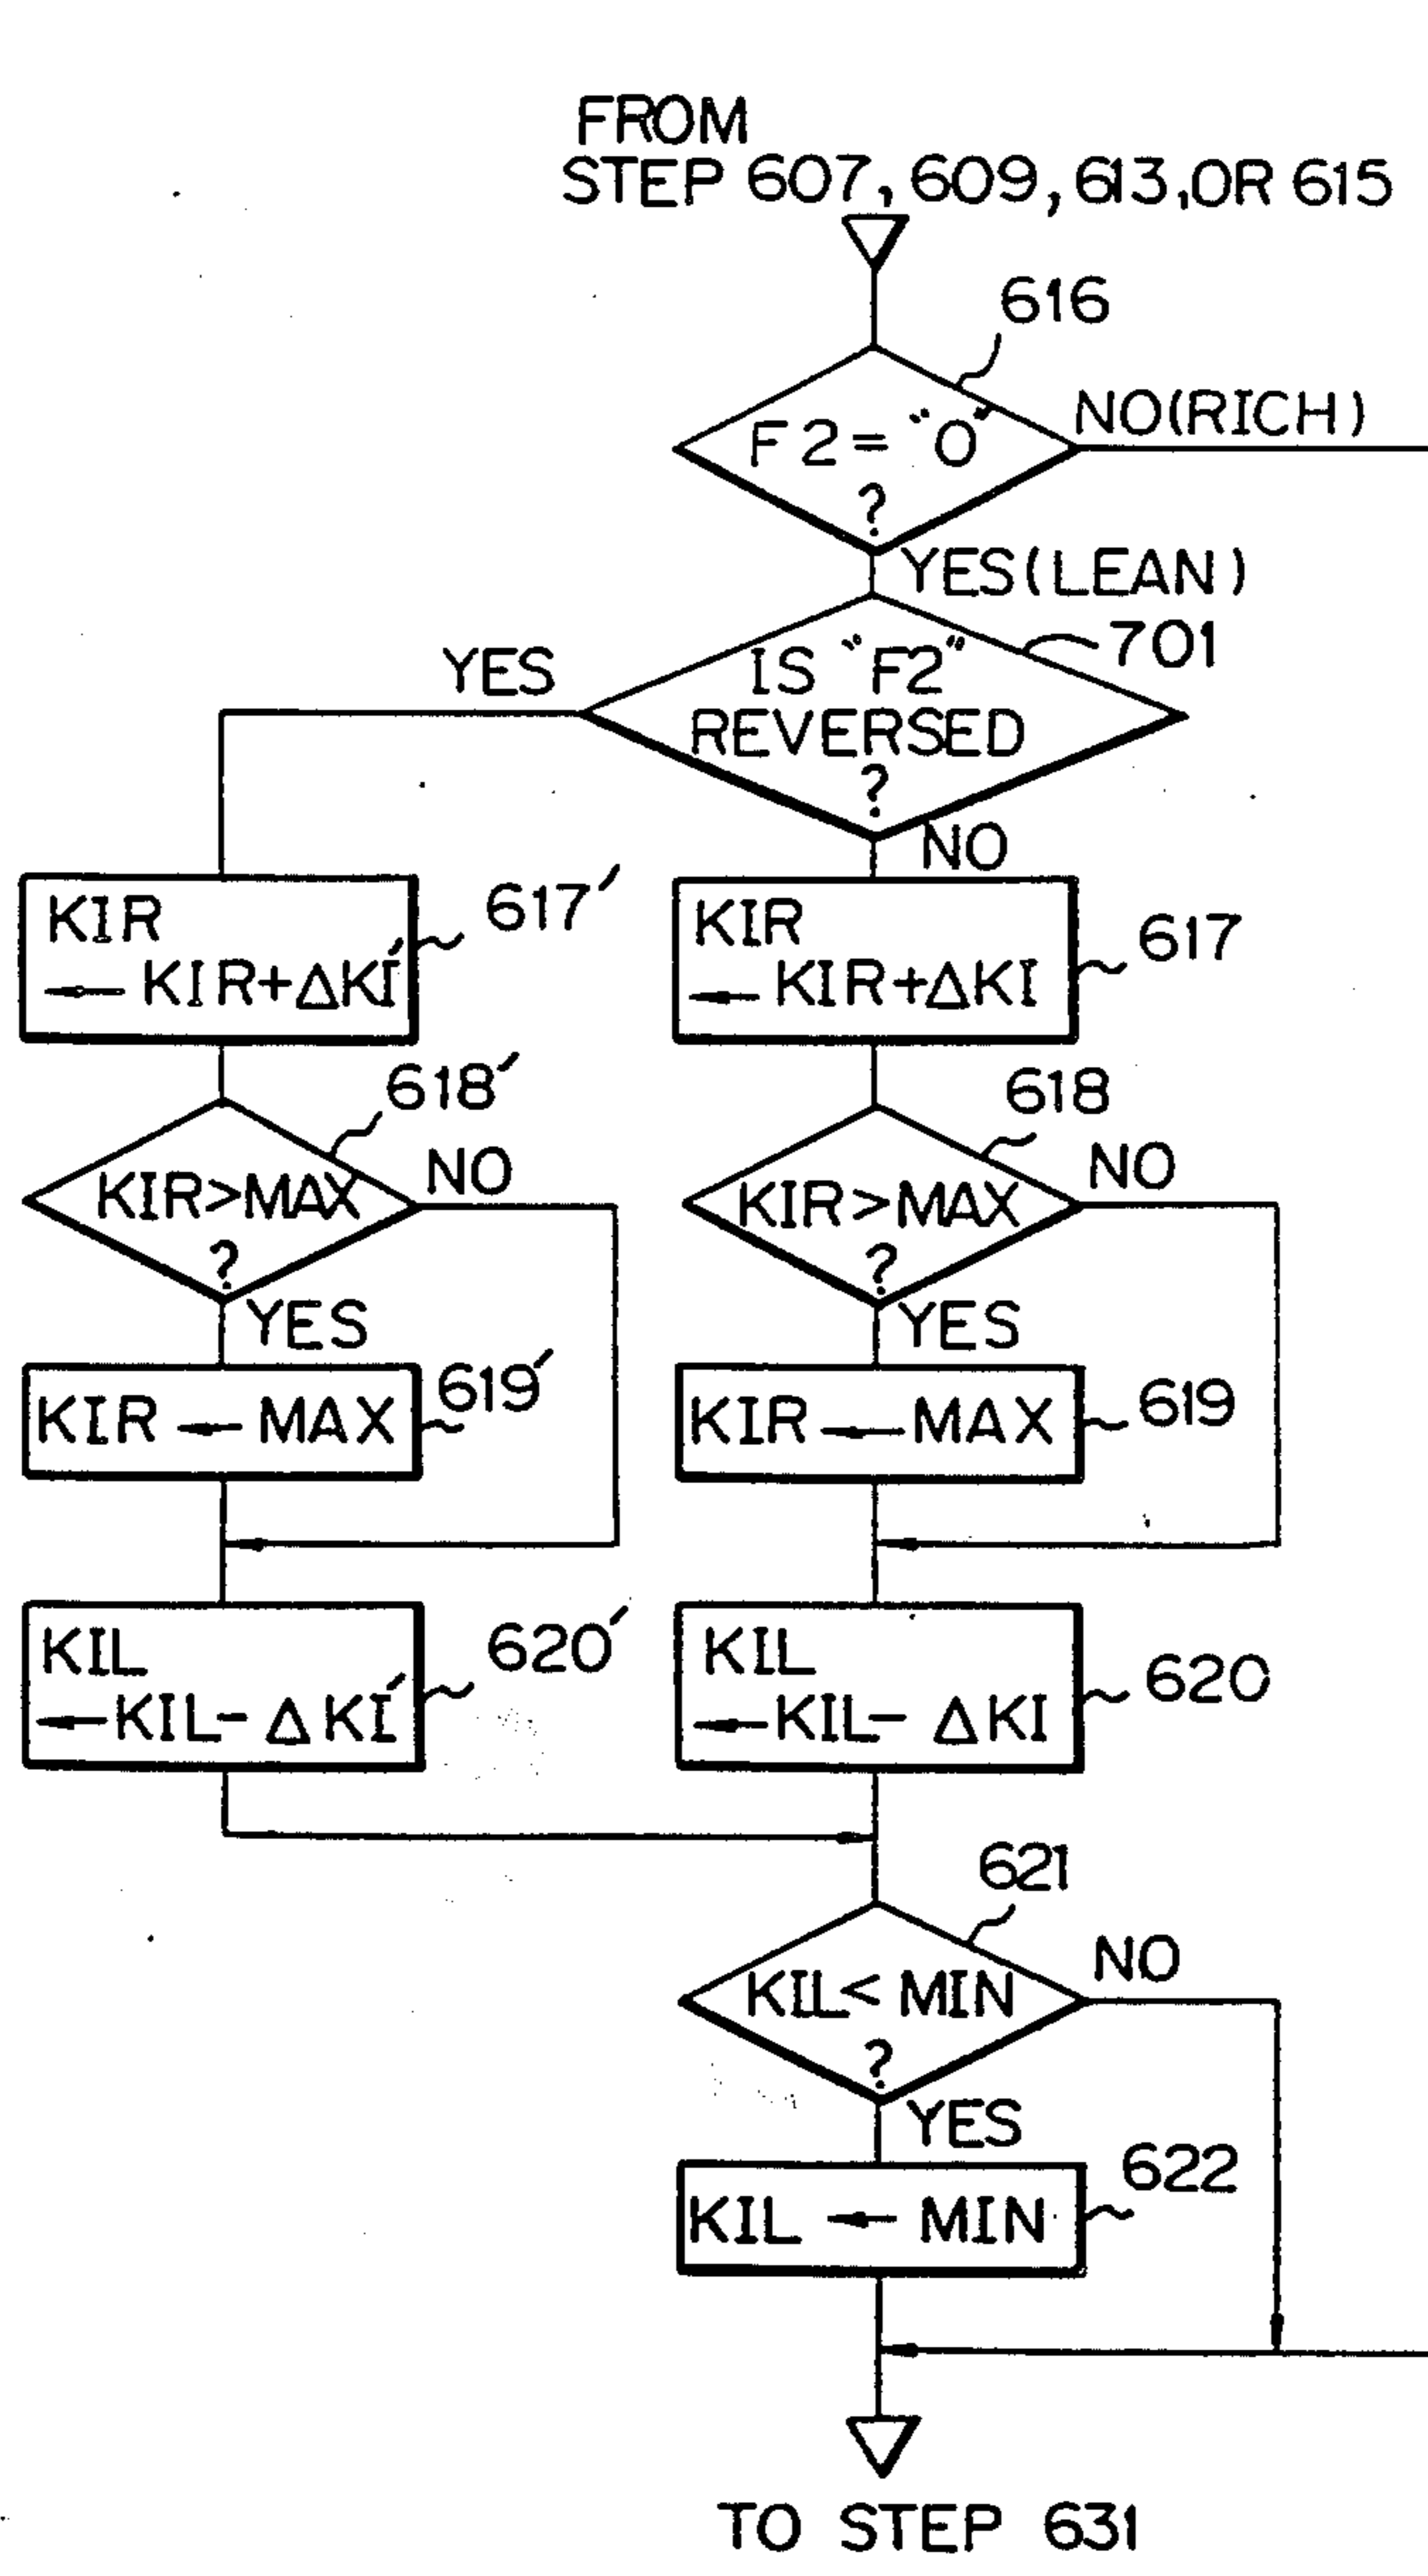 FROM
STEP 607, 609, 613, OR 615
616
F2 = "0"
?
NO(RICH)
YES(LEAN)
701
IS "F2"
REVERSED
?
YES
NO
KIR
← KIR+ΔKI'
617'
KIR
← KIR+ΔKI
617
618'
KIR>MAX
?
NO
YES
618
KIR>MAX
?
NO
YES
KIR ← MAX
619'
KIR ← MAX
619
KIL
←KIL- ΔKI'
620'
KIL
←KIL- ΔKI
620
621
KIL< MIN
?
NO
YES
KIL ← MIN
622
TO STEP 631